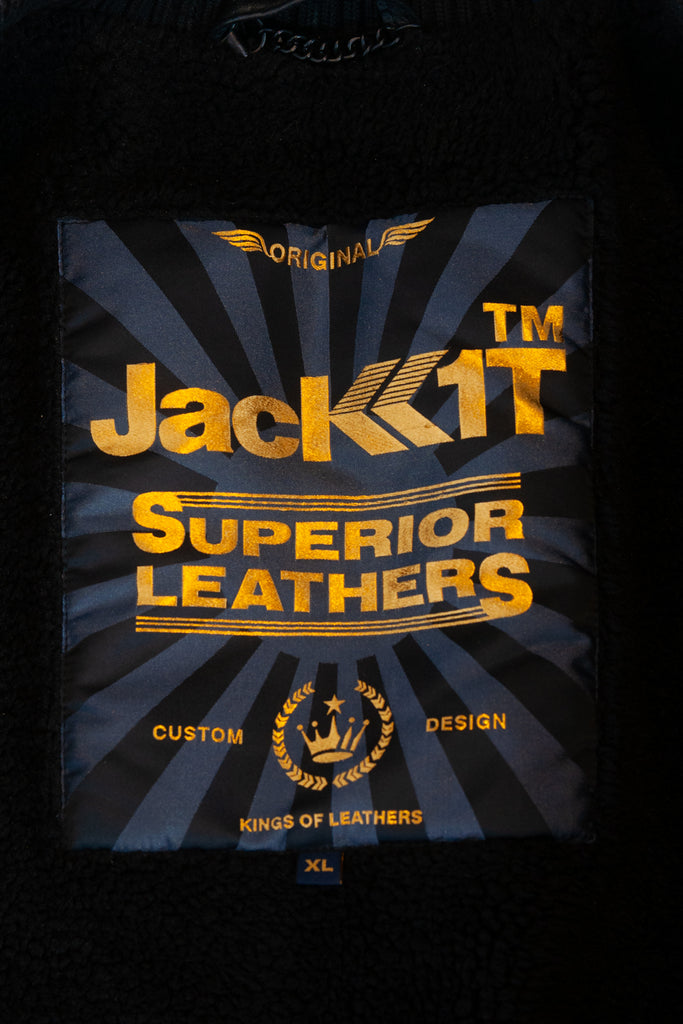 ORIGINAL
TM
Jack1T
SUPERIOR
LEATHERS
CUSTOM DESIGN
KINGS OF LEATHERS
XL